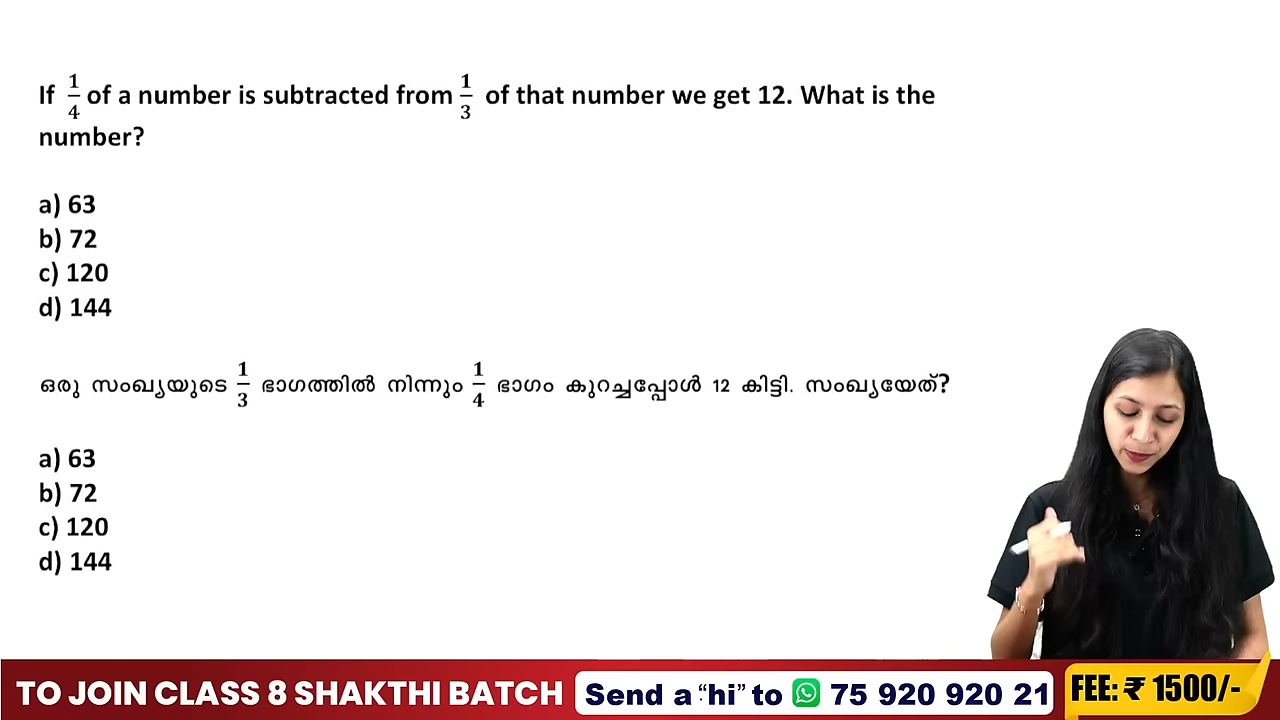 If 1/4 of a number is subtracted from 1/3 of that number we get 12. What is the
number?
a) 63
b) 72
c) 120
d) 144
ഒരു സംഖ്യയുടെ 1/3 ഭാഗത്തിൽ നിന്നും 1/4 ഭാഗം കുറച്ചപ്പോൾ 12 കിട്ടി. സംഖ്യയേത്?
a) 63
b) 72
c) 120
d) 144
TO JOIN CLASS 8 SHAKTHI BATCH Send a “hi” to 75 920 920 21 FEE: ₹ 1500/-